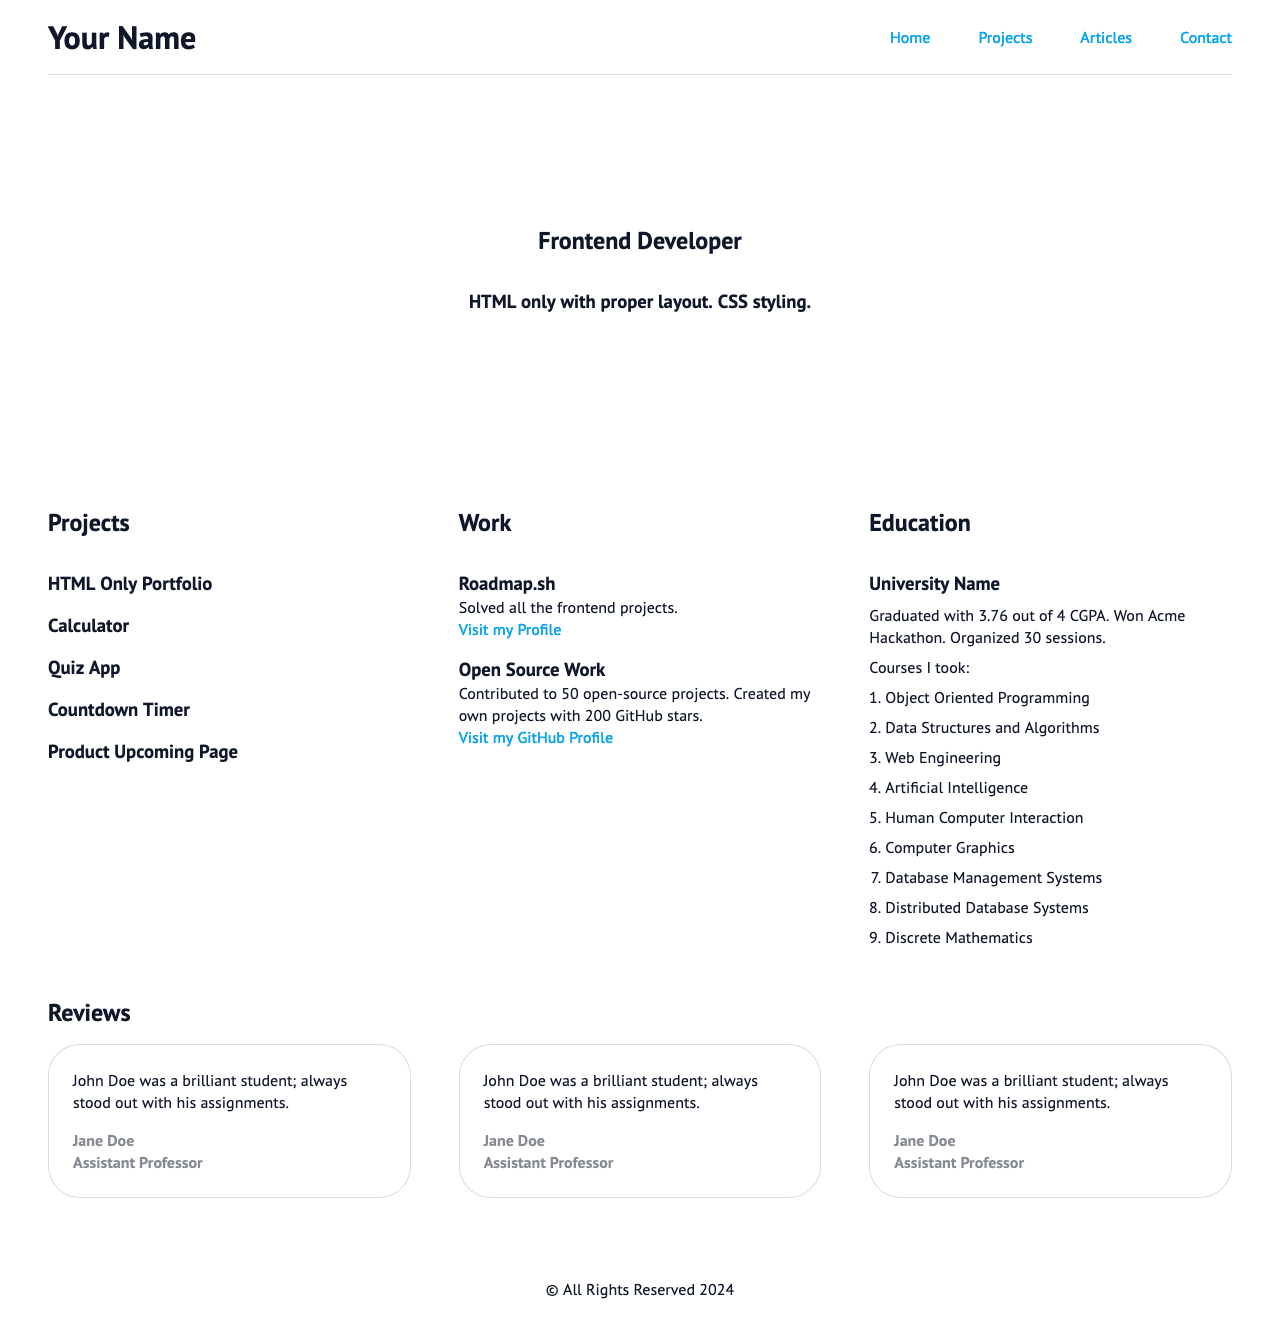 Your Name
Home Projects Articles Contact
Frontend Developer
HTML only with proper layout. CSS styling.
Projects
HTML Only Portfolio
Calculator
Quiz App
Countdown Timer
Product Upcoming Page
Work
Roadmap.sh
Solved all the frontend projects.
Visit my Profile
Open Source Work
Contributed to 50 open-source projects. Created my
own projects with 200 GitHub stars.
Visit my GitHub Profile
Education
University Name
Graduated with 3.76 out of 4 CGPA. Won Acme
Hackathon. Organized 30 sessions.
Courses I took:
1. Object Oriented Programming
2. Data Structures and Algorithms
3. Web Engineering
4. Artificial Intelligence
5. Human Computer Interaction
6. Computer Graphics
7. Database Management Systems
8. Distributed Database Systems
9. Discrete Mathematics
Reviews
John Doe was a brilliant student; always
stood out with his assignments.
Jane Doe
Assistant Professor
John Doe was a brilliant student; always
stood out with his assignments.
Jane Doe
Assistant Professor
John Doe was a brilliant student; always
stood out with his assignments.
Jane Doe
Assistant Professor
© All Rights Reserved 2024